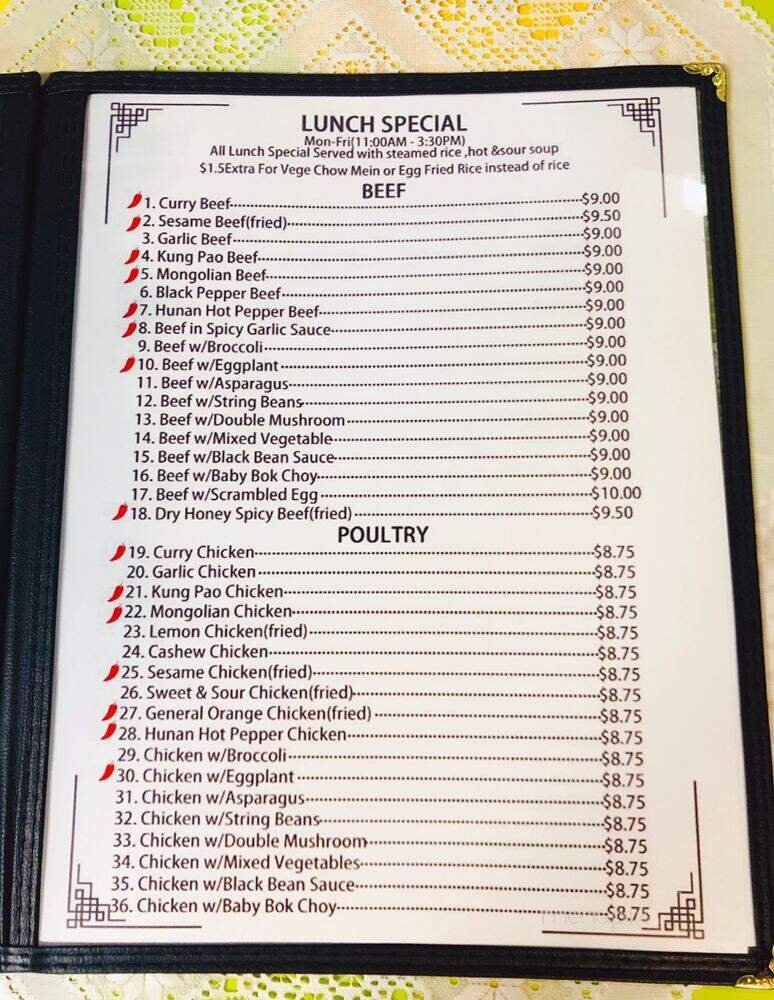 LUNCH SPECIAL
Mon-Fri(11:00AM - 3:30PM)
All Lunch Special Served with steamed rice ,hot &sour soup
$1.5Extra For Vege Chow Mein or Egg Fried Rice instead of rice
BEEF
1. Curry Beef $9.00
2. Sesame Beef(fried) $9.50
3. Garlic Beef $9.00
4. Kung Pao Beef $9.00
5. Mongolian Beef $9.00
6. Black Pepper Beef $9.00
7. Hunan Hot Pepper Beef $9.00
8. Beef in Spicy Garlic Sauce $9.00
9. Beef w/Broccoli $9.00
10. Beef w/Eggplant $9.00
11. Beef w/Asparagus $9.00
12. Beef w/String Beans $9.00
13. Beef w/Double Mushroom $9.00
14. Beef w/Mixed Vegetable $9.00
15. Beef w/Black Bean Sauce $9.00
16. Beef w/Baby Bok Choy $9.00
17. Beef w/Scrambled Egg $10.00
18. Dry Honey Spicy Beef(fried) $9.50
POULTRY
19. Curry Chicken $8.75
20. Garlic Chicken $8.75
21. Kung Pao Chicken $8.75
22. Mongolian Chicken $8.75
23. Lemon Chicken(fried) $8.75
24. Cashew Chicken $8.75
25. Sesame Chicken(fried) $8.75
26. Sweet & Sour Chicken(fried) $8.75
27. General Orange Chicken(fried) $8.75
28. Hunan Hot Pepper Chicken $8.75
29. Chicken w/Broccoli $8.75
30. Chicken w/Eggplant $8.75
31. Chicken w/Asparagus $8.75
32. Chicken w/String Beans $8.75
33. Chicken w/Double Mushroom $8.75
34. Chicken w/Mixed Vegetables $8.75
35. Chicken w/Black Bean Sauce $8.75
36. Chicken w/Baby Bok Choy $8.75